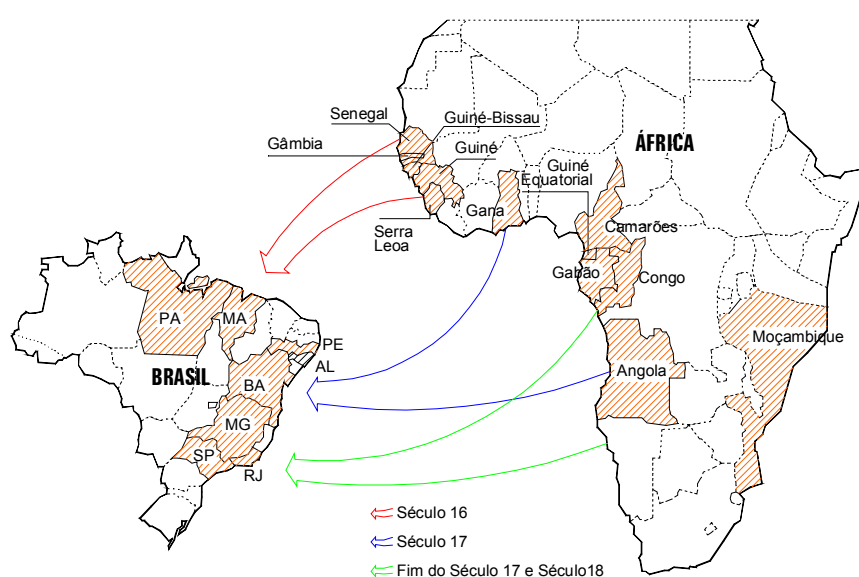 Senegal
Guiné-Bissau
Gâmbia
Guiné
ÁFRICA
Guiné
Equatorial
Gana
Serra
Leoa
Camarões
Gabão
Congo
PA
MA
Moçambique
PE
AL
BRASIL
BA
Angola
MG
SP
RJ
Século 16
Século 17
Fim do Século 17 e Século18